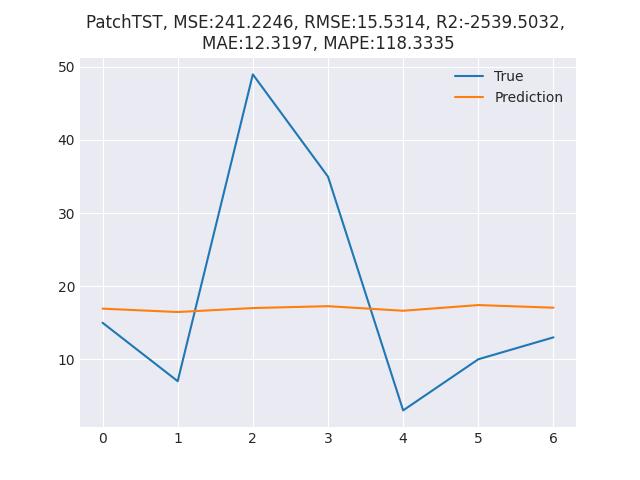 PatchTST, MSE:241.2246, RMSE:15.5314, R2:-2539.5032,
MAE:12.3197, MAPE:118.3335
True
Prediction
50
40
30
20
10
0 1 2 3 4 5 6